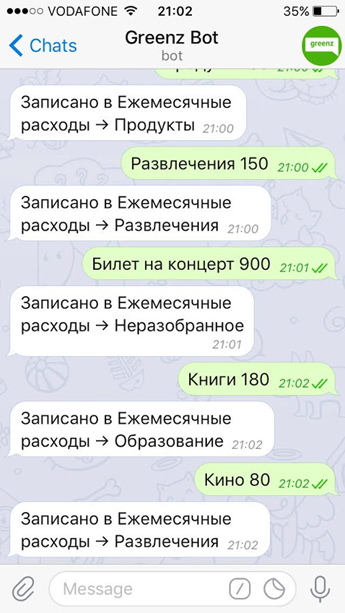 VODAFONE 21:02 35%
Chats Greenz Bot greenz
bot
Записано в Ежемесячные
расходы → Продукты 21:00
Развлечения 150 21:00
Записано в Ежемесячные
расходы → Развлечения 21:00
Билет на концерт 900 21:01
Записано в Ежемесячные
расходы → Неразобранное
21:01
Книги 180 21:02
Записано в Ежемесячные
расходы → Образование 21:02
Кино 80 21:02
Записано в Ежемесячные
расходы → Развлечения 21:02
Message